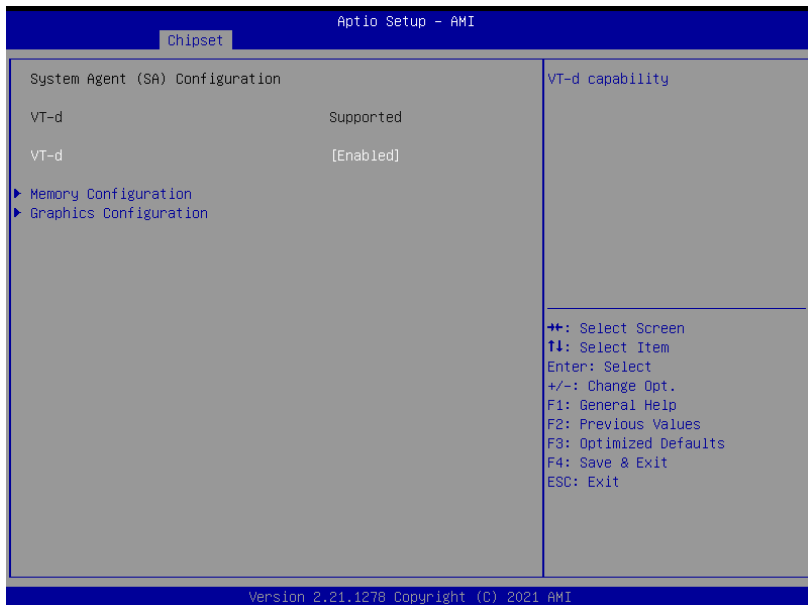 Aptio Setup – AMI
Chipset
System Agent (SA) Configuration
VT-d Supported
VT-d [Enabled]
Memory Configuration
Graphics Configuration
VT-d capability
→←: Select Screen
↑↓: Select Item
Enter: Select
+/-: Change Opt.
F1: General Help
F2: Previous Values
F3: Optimized Defaults
F4: Save & Exit
ESC: Exit
Version 2.21.1278 Copyright (C) 2021 AMI